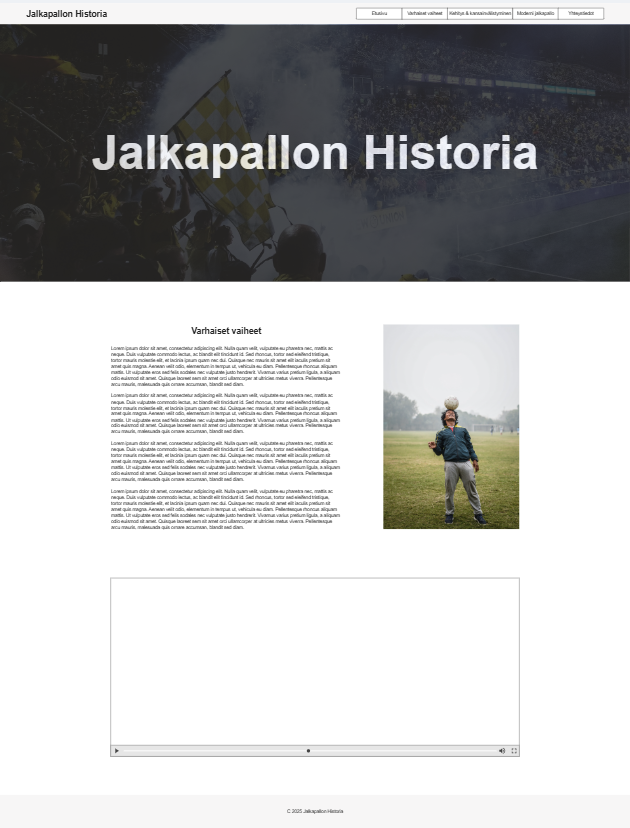 Jalkapallon Historia
Etusivu
Varhaiset vaiheet
Kehitys & kansainvälistyminen
Moderni jalkapallo
Yhteystiedot
Jalkapallon Historia
Varhaiset vaiheet
Lorem ipsum dolor sit amet, consectetur adipiscing elit. Nulla quam velit, vulputate eu pharetra nec, mattis ac
neque. Duis vulputate commodo lectus, ac blandit elit tincidunt id. Sed rhoncus, tortor sed eleifend tristique,
tortor mauris molestie elit, et lacinia ipsum quam nec dui. Quisque nec mauris sit amet elit iaculis pretium sit
amet quis magna. Aenean velit odio, elementum in tempus ut, vehicula eu diam. Pellentesque rhoncus aliquam
mattis. Ut vulputate eros sed felis sodales nec vulputate justo hendrerit. Vivamus varius pretium ligula, a aliquam
odio euismod sit amet. Quisque laoreet sem sit amet orci ullamcorper at ultricies metus viverra. Pellentesque
arcu mauris, malesuada quis ornare accumsan, blandit sed diam.
Lorem ipsum dolor sit amet, consectetur adipiscing elit. Nulla quam velit, vulputate eu pharetra nec, mattis ac
neque. Duis vulputate commodo lectus, ac blandit elit tincidunt id. Sed rhoncus, tortor sed eleifend tristique,
tortor mauris molestie elit, et lacinia ipsum quam nec dui. Quisque nec mauris sit amet elit iaculis pretium sit
amet quis magna. Aenean velit odio, elementum in tempus ut, vehicula eu diam. Pellentesque rhoncus aliquam
mattis. Ut vulputate eros sed felis sodales nec vulputate justo hendrerit. Vivamus varius pretium ligula, a aliquam
odio euismod sit amet. Quisque laoreet sem sit amet orci ullamcorper at ultricies metus viverra. Pellentesque
arcu mauris, malesuada quis ornare accumsan, blandit sed diam.
Lorem ipsum dolor sit amet, consectetur adipiscing elit. Nulla quam velit, vulputate eu pharetra nec, mattis ac
neque. Duis vulputate commodo lectus, ac blandit elit tincidunt id. Sed rhoncus, tortor sed eleifend tristique,
tortor mauris molestie elit, et lacinia ipsum quam nec dui. Quisque nec mauris sit amet elit iaculis pretium sit
amet quis magna. Aenean velit odio, elementum in tempus ut, vehicula eu diam. Pellentesque rhoncus aliquam
mattis. Ut vulputate eros sed felis sodales nec vulputate justo hendrerit. Vivamus varius pretium ligula, a aliquam
odio euismod sit amet. Quisque laoreet sem sit amet orci ullamcorper at ultricies metus viverra. Pellentesque
arcu mauris, malesuada quis ornare accumsan, blandit sed diam.
Lorem ipsum dolor sit amet, consectetur adipiscing elit. Nulla quam velit, vulputate eu pharetra nec, mattis ac
neque. Duis vulputate commodo lectus, ac blandit elit tincidunt id. Sed rhoncus, tortor sed eleifend tristique,
tortor mauris molestie elit, et lacinia ipsum quam nec dui. Quisque nec mauris sit amet elit iaculis pretium sit
amet quis magna. Aenean velit odio, elementum in tempus ut, vehicula eu diam. Pellentesque rhoncus aliquam
mattis. Ut vulputate eros sed felis sodales nec vulputate justo hendrerit. Vivamus varius pretium ligula, a aliquam
odio euismod sit amet. Quisque laoreet sem sit amet orci ullamcorper at ultricies metus viverra. Pellentesque
arcu mauris, malesuada quis ornare accumsan, blandit sed diam.
© 2025 Jalkapallon Historia